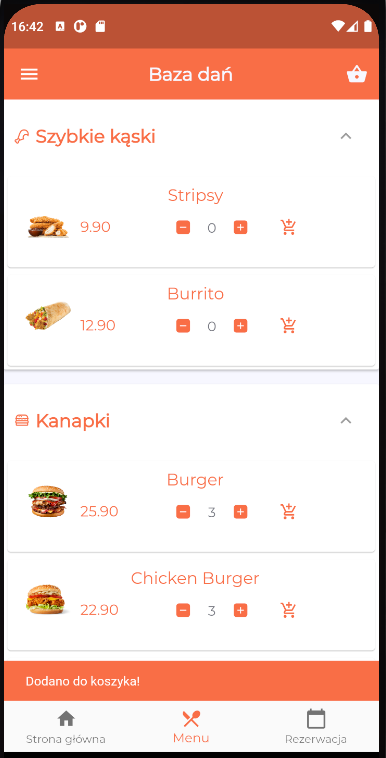 16:42
Baza dań
Szybkie kąski
Stripsy
9.90
0
Burrito
12.90
0
Kanapki
Burger
25.90
3
Chicken Burger
22.90
3
Dodano do koszyka!
Strona główna
Menu
Rezerwacja